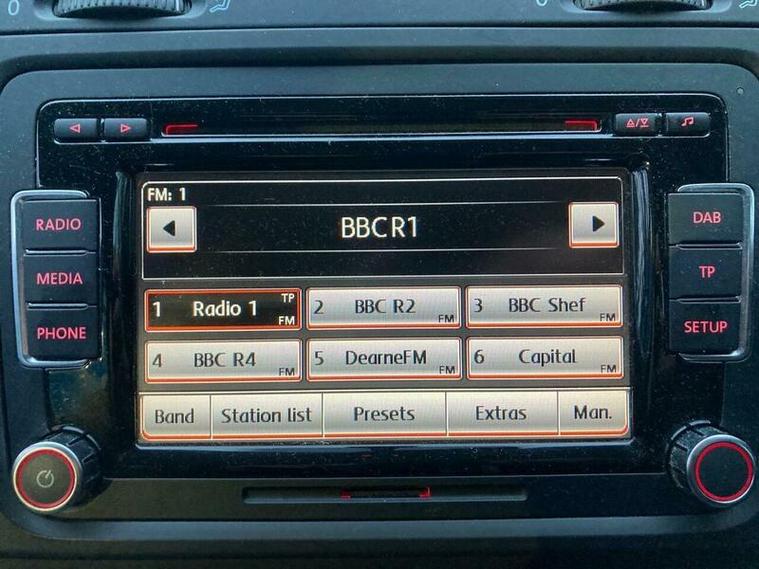 0
0
RADIO
MEDIA
PHONE
FM: 1
BBC R1
1 Radio 1 TP FM
2 BBC R2 FM
3 BBC Shef FM
4 BBC R4 FM
5 DearneFM FM
6 Capital FM
Band Station list Presets Extras Man.
DAB
TP
SETUP